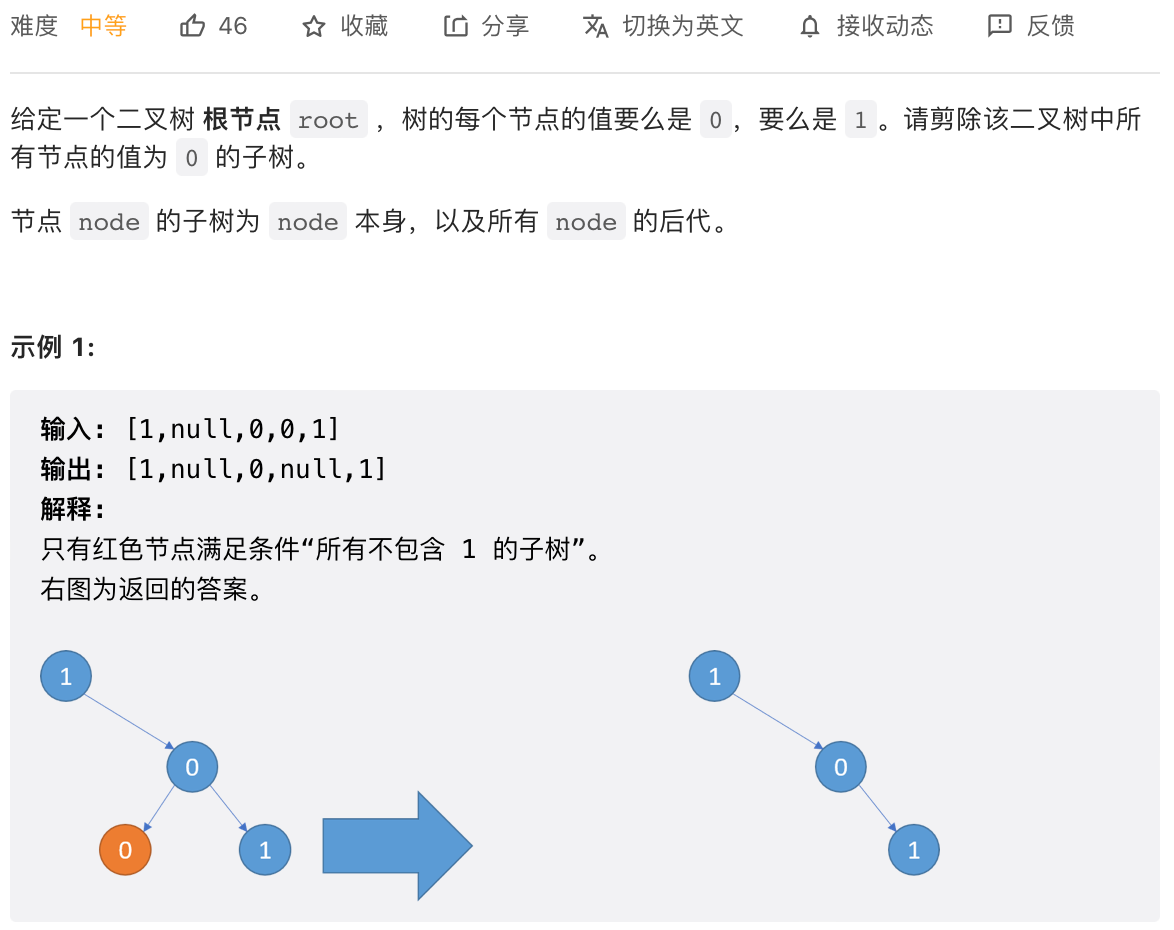 难度 中等 46 收藏 分享 切换为英文 接收动态 反馈
给定一个二叉树 根节点 root ，树的每个节点的值要么是 0，要么是 1。请剪除该二叉树中所
有节点的值为 0 的子树。
节点 node 的子树为 node 本身，以及所有 node 的后代。
示例 1:
输入: [1,null,0,0,1]
输出: [1,null,0,null,1]
解释:
只有红色节点满足条件“所有不包含 1 的子树”。
右图为返回的答案。
1 1
0 0
0 1 1